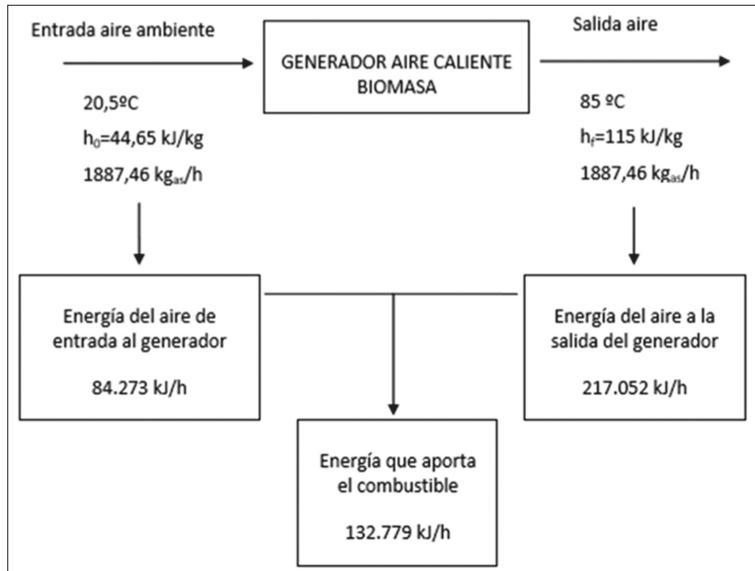 Entrada aire ambiente
GENERADOR AIRE CALIENTE
BIOMASA
Salida aire
20,5ºC
h₀=44,65 kJ/kg
1887,46 kgₐₛ/h
85 ºC
h_f=115 kJ/kg
1887,46 kgₐₛ/h
Energía del aire de
entrada al generador
84.273 kJ/h
Energía del aire a la
salida del generador
217.052 kJ/h
Energía que aporta
el combustible
132.779 kJ/h